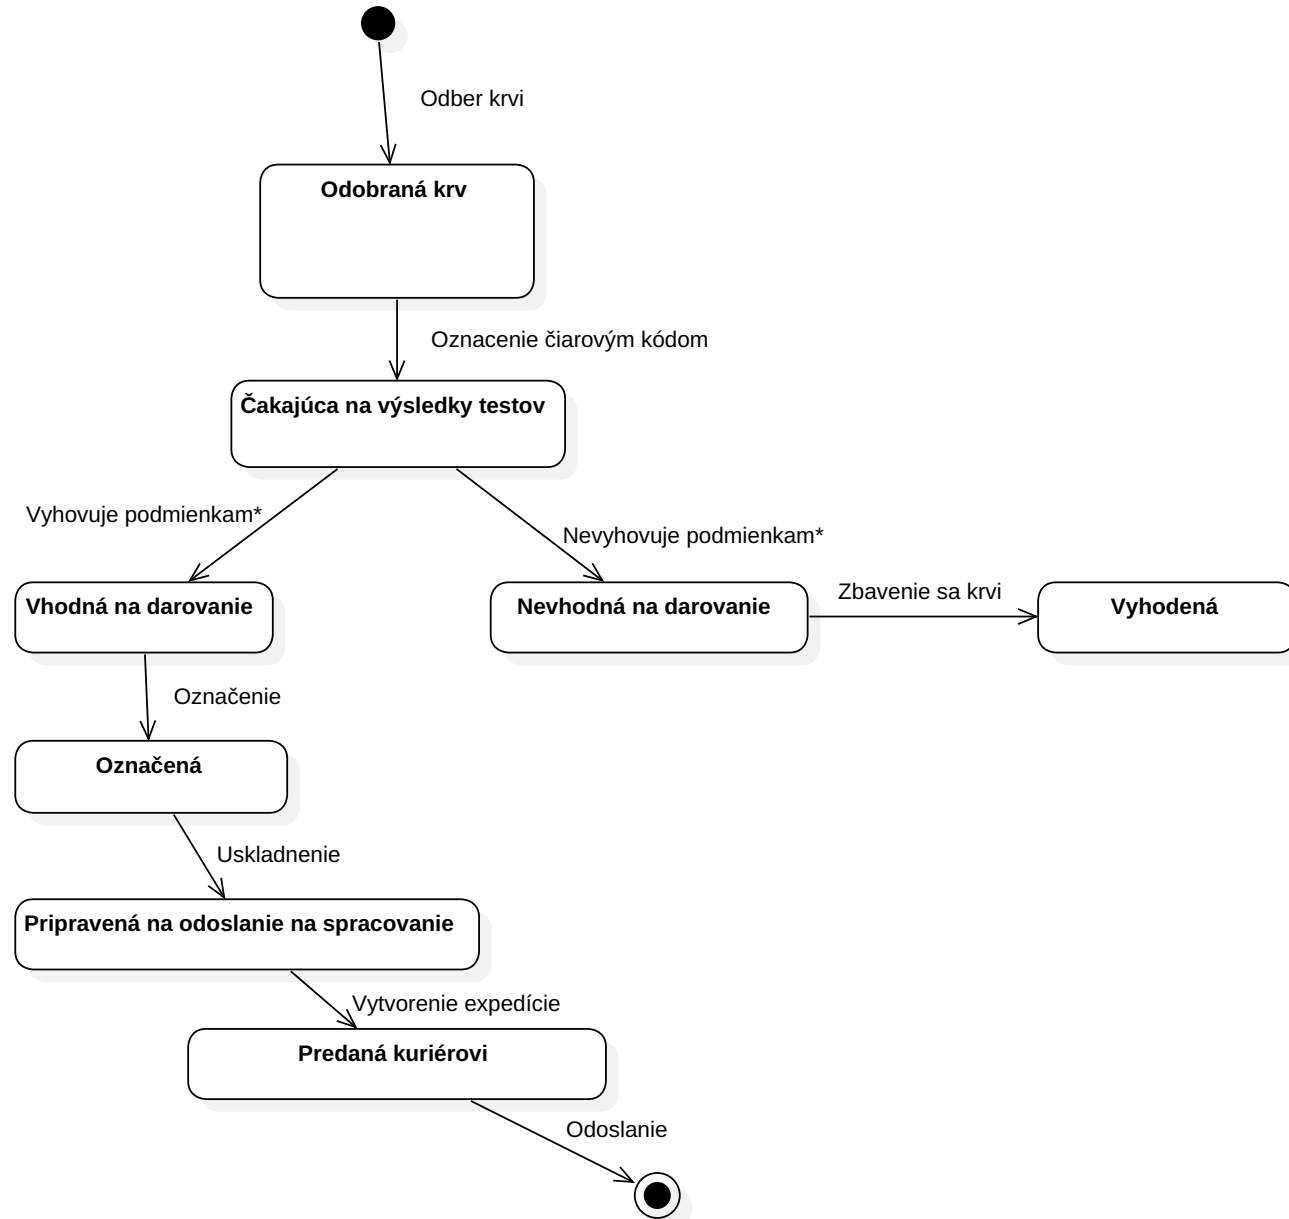 Odber krvi
Odobraná krv
Oznacenie čiarovým kódom
Čakajúca na výsledky testov
Vyhovuje podmienkam*
Nevyhovuje podmienkam*
Vhodná na darovanie
Nevhodná na darovanie
Zbavenie sa krvi
Vyhodená
Označenie
Označená
Uskladnenie
Pripravená na odoslanie na spracovanie
Vytvorenie expedície
Predaná kuriérovi
Odoslanie